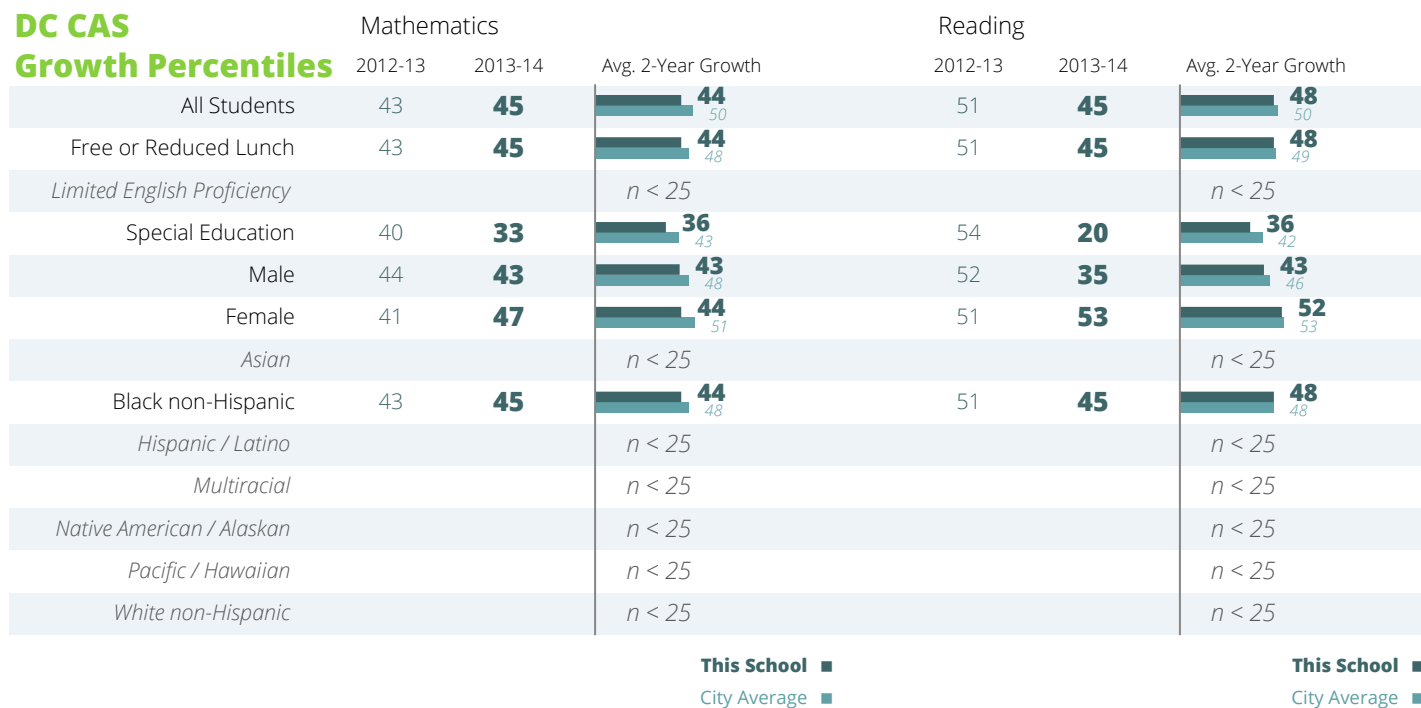 DC CAS
Growth Percentiles
Mathematics Reading
2012-13 2013-14 Avg. 2-Year Growth 2012-13 2013-14 Avg. 2-Year Growth
All Students 43 45 44 50 51 45 48 50
Free or Reduced Lunch 43 45 44 48 51 45 48 49
Limited English Proficiency n < 25 n < 25
Special Education 40 33 36 43 54 20 36 42
Male 44 43 43 48 52 35 43 46
Female 41 47 44 51 51 53 52 53
Asian n < 25 n < 25
Black non-Hispanic 43 45 44 48 51 45 48 48
Hispanic / Latino n < 25 n < 25
Multiracial n < 25 n < 25
Native American / Alaskan n < 25 n < 25
Pacific / Hawaiian n < 25 n < 25
White non-Hispanic n < 25 n < 25
This School This School
City Average City Average